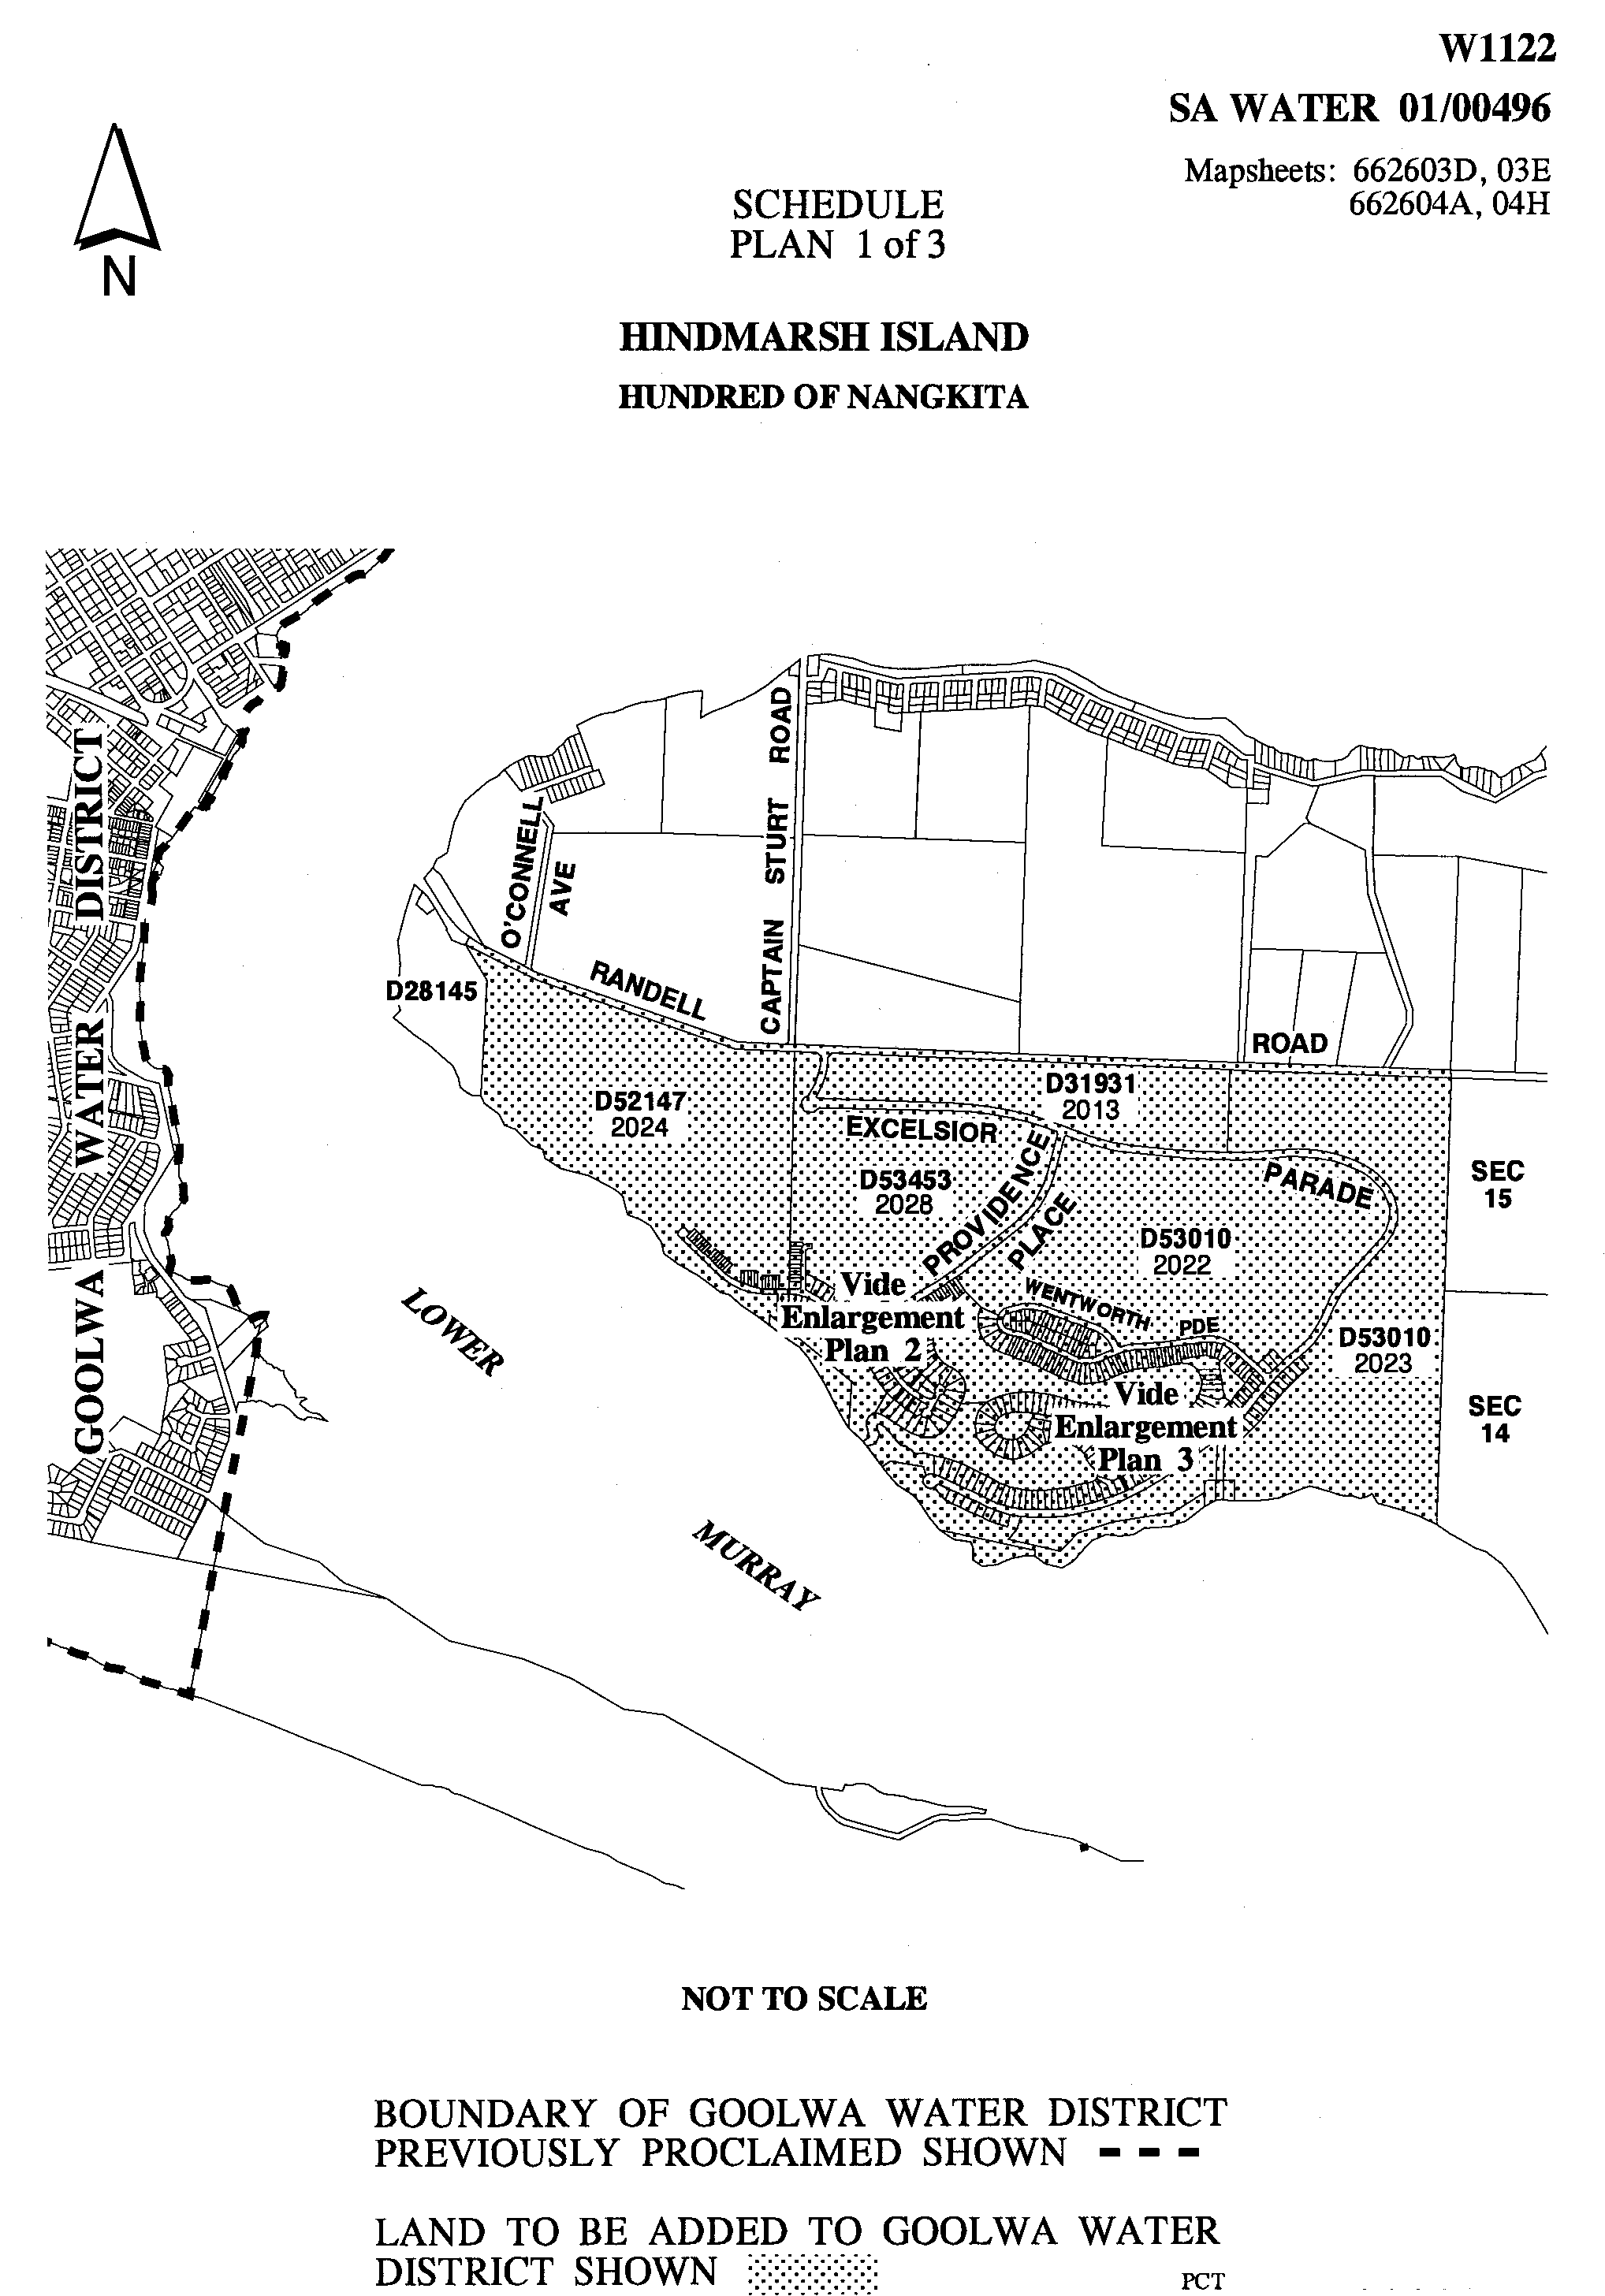 W1122
SA WATER 01/00496
Mapsheets: 662603D, 03E
662604A, 04H
N
SCHEDULE
PLAN 1 of 3
HINDMARSH ISLAND
HUNDRED OF NANGKITA
GOOLWA WATER DISTRICT
O'CONNELL
AVE
CAPTAIN STURT ROAD
RANDELL
ROAD
D28145
D52147
2024
D31931
2013
EXCELSIOR
PARADE
D53453
2028
PROVIDENCE
PLACE
D53010
2022
SEC
15
WENTWORTH PDE
Vide
Enlargement
Plan 2
D53010
2023
Vide
Enlargement
Plan 3
SEC
14
LOWER
MURRAY
NOT TO SCALE
BOUNDARY OF GOOLWA WATER DISTRICT
PREVIOUSLY PROCLAIMED SHOWN
LAND TO BE ADDED TO GOOLWA WATER
DISTRICT SHOWN
PCT